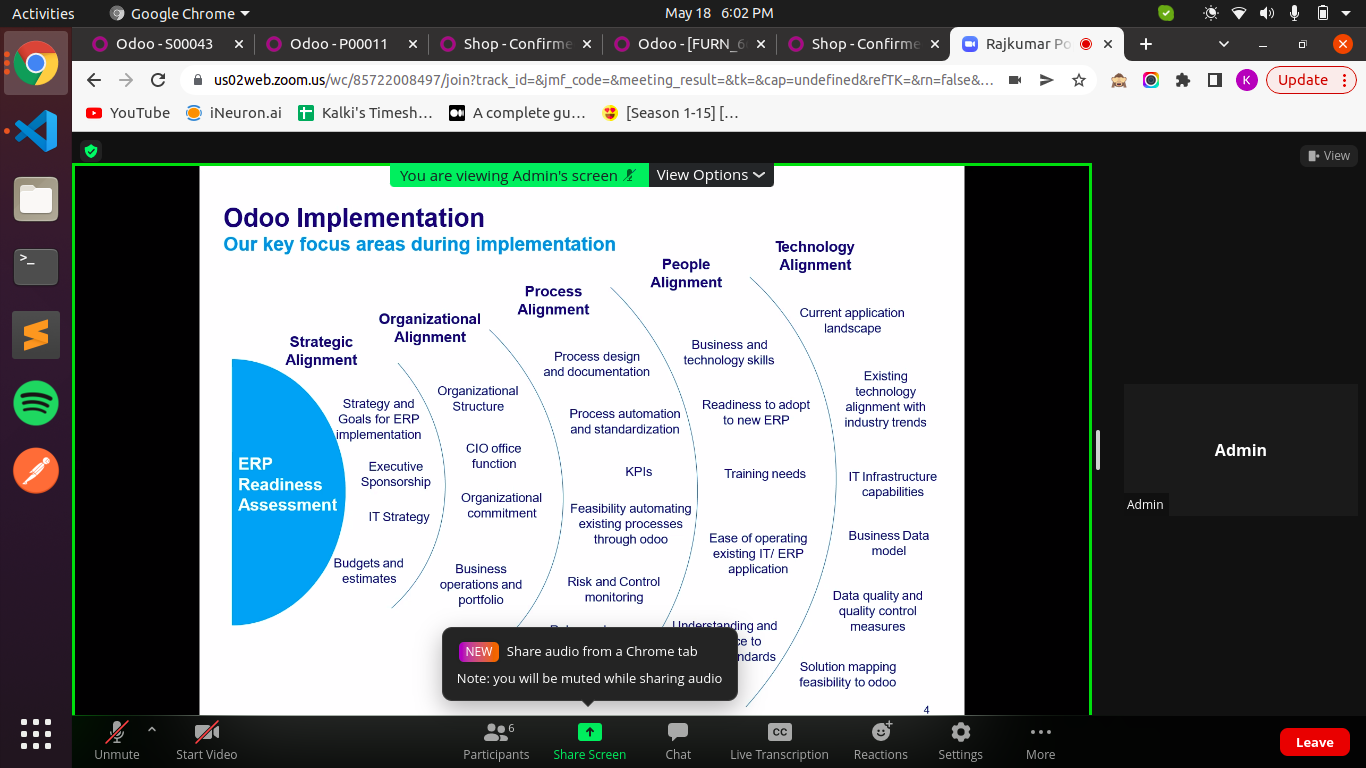 Activities
Google Chrome
May 18 6:02 PM
Odoo - S00043
Odoo - P00011
Shop - Confirme
Odoo - [FURN_6
Shop - Confirme
Rajkumar Po
us02web.zoom.us/wc/85722008497/join?track_id=&jmf_code=&meeting_result=&tk=&cap=undefined&refTK=&rn=false&...
K
Update
YouTube
iNeuron.ai
Kalki's Timesh...
A complete gu...
[Season 1-15] [...
View
You are viewing Admin's screen
View Options
Odoo Implementation
Our key focus areas during implementation
ERP
Readiness
Assessment
Strategic
Alignment
Strategy and
Goals for ERP
implementation
Executive
Sponsorship
IT Strategy
Budgets and
estimates
Organizational
Alignment
Organizational
Structure
CIO office
function
Organizational
commitment
Business
operations and
portfolio
Process
Alignment
Process design
and documentation
Process automation
and standardization
KPIs
Feasibility automating
existing processes
through odoo
Risk and Control
monitoring
People
Alignment
Business and
technology skills
Readiness to adopt
to new ERP
Training needs
Ease of operating
existing IT/ ERP
application
Understanding and
Technology
Alignment
Current application
landscape
Existing
technology
alignment with
industry trends
IT Infrastructure
capabilities
Business Data
model
Data quality and
quality control
measures
Solution mapping
feasibility to odoo
4
NEW Share audio from a Chrome tab
Note: you will be muted while sharing audio
Admin
Admin
Unmute
Start Video
Participants
6
Share Screen
Chat
CC
Live Transcription
Reactions
Settings
More
Leave